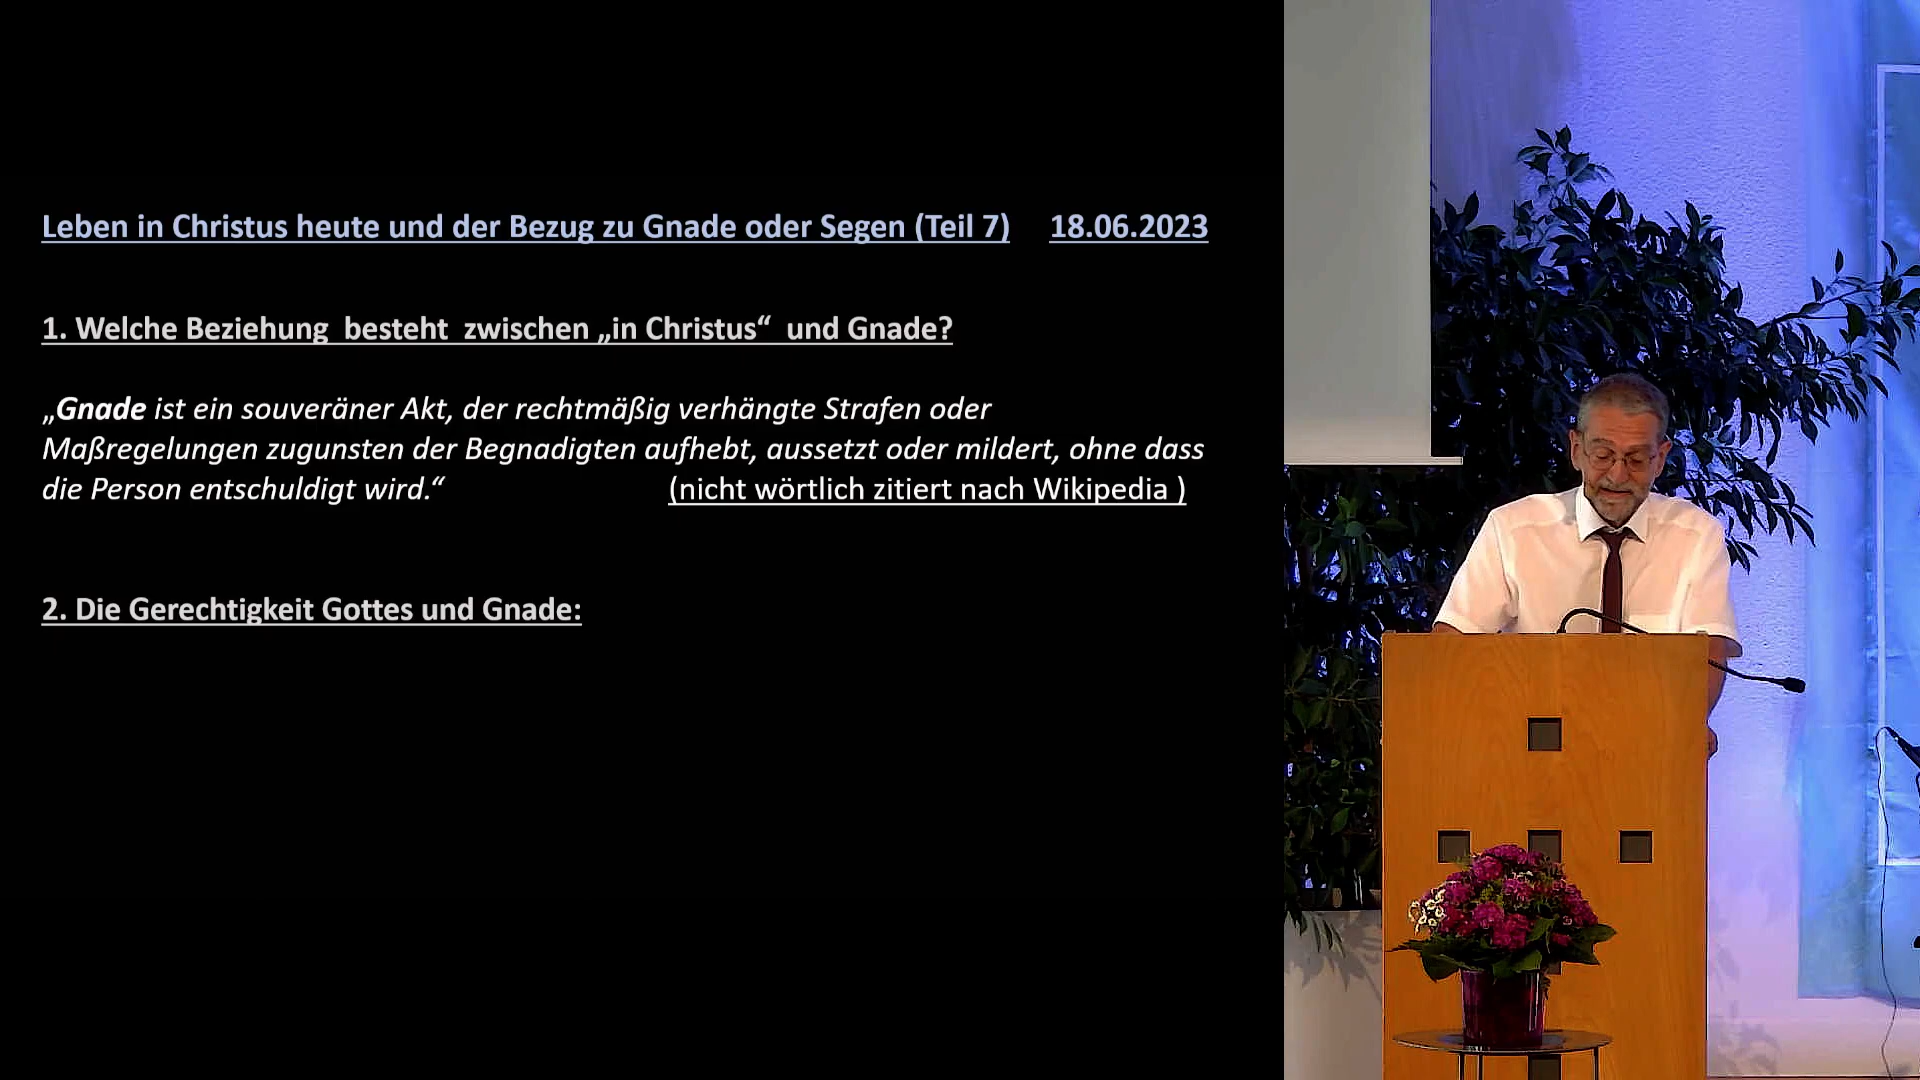 Leben in Christus heute und der Bezug zu Gnade oder Segen (Teil 7) 18.06.2023
1. Welche Beziehung besteht zwischen „in Christus“ und Gnade?
„Gnade ist ein souveräner Akt, der rechtmäßig verhängte Strafen oder
Maßregelungen zugunsten der Begnadigten aufhebt, aussetzt oder mildert, ohne dass
die Person entschuldigt wird.“ (nicht wörtlich zitiert nach Wikipedia )
2. Die Gerechtigkeit Gottes und Gnade: